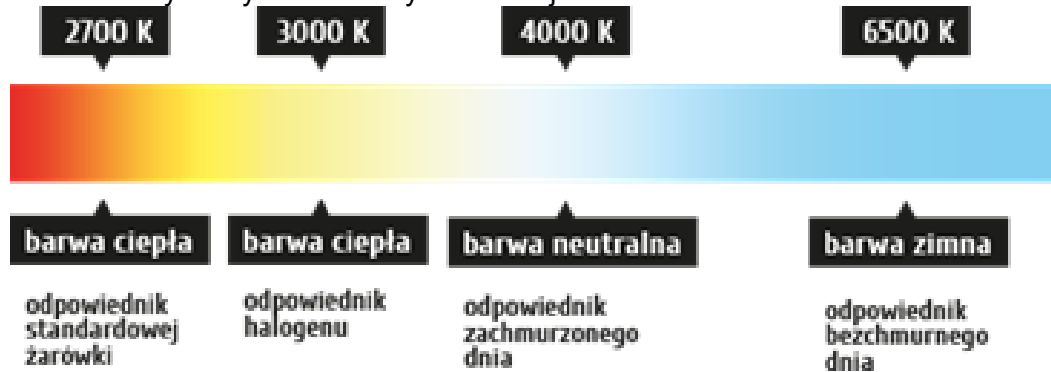 2700 K
3000 K
4000 K
6500 K
barwa ciepła
barwa ciepła
barwa neutralna
barwa zimna
odpowiednik
standardowej
żarówki
odpowiednik
halogenu
odpowiednik
zachmurzonego
dnia
odpowiednik
bezchmurnego
dnia